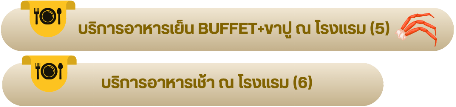 บริการอาหารเย็น BUFFET+ขาปู ณ โรงแรม (5)
บริการอาหารเช้า ณ โรงแรม (6)